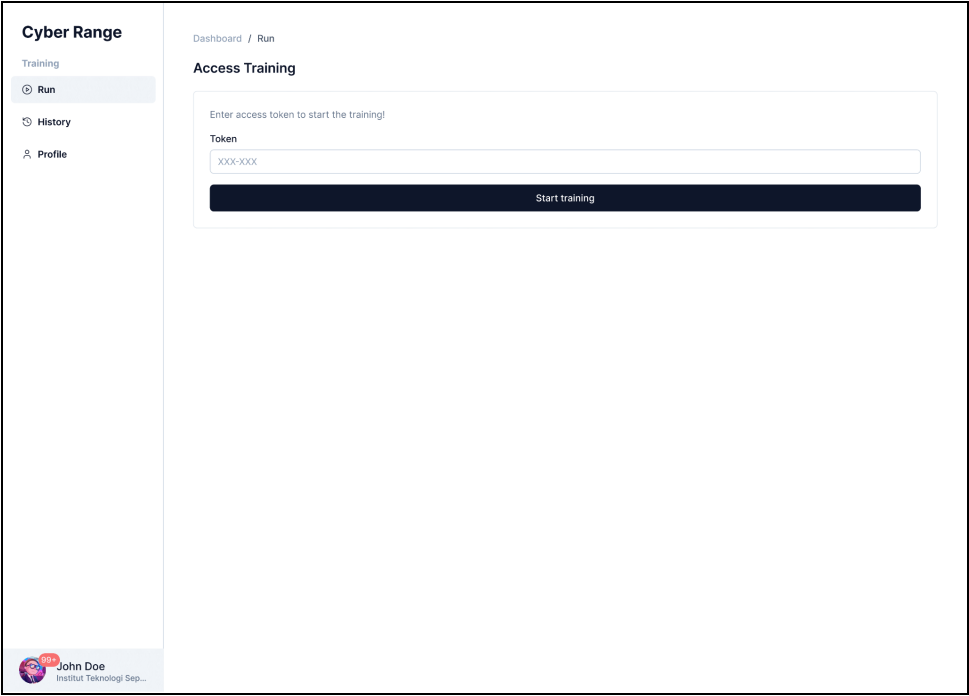 Cyber Range
Training
Run
History
Profile
Dashboard / Run
Access Training
Enter access token to start the training!
Token
XXX-XXX
Start training
99+
John Doe
Institut Teknologi Sep...